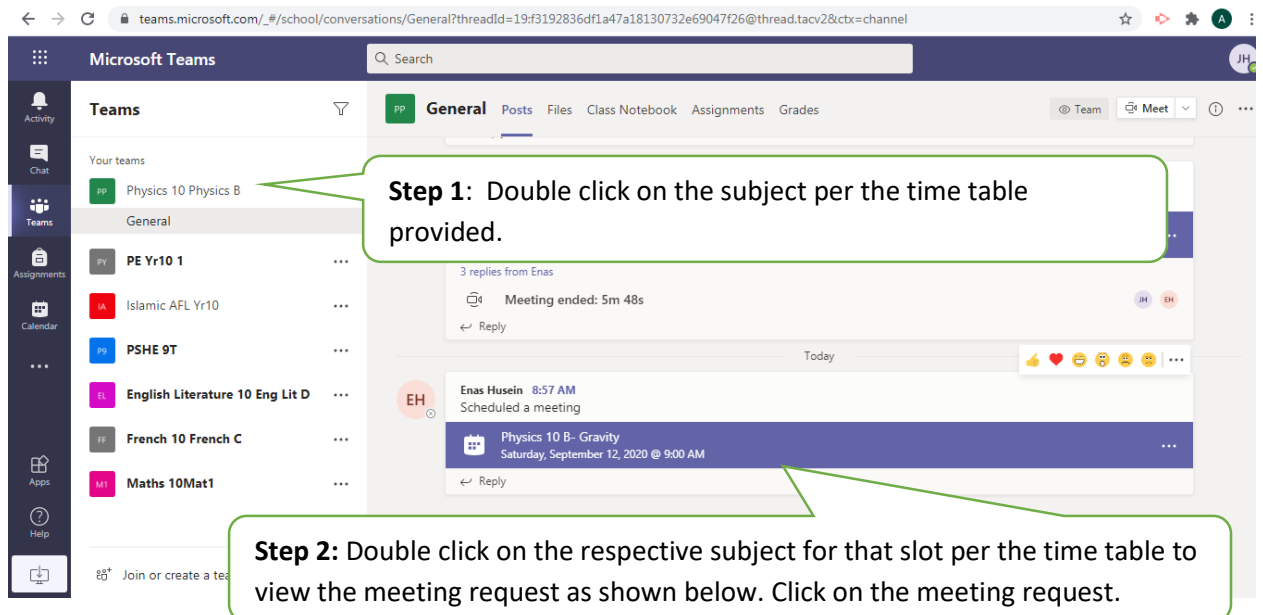 teams.microsoft.com/_#/school/conversations/General?threadId=19:f3192836df1a47a18130732e69047f26@thread.tacv2&ctx=channel
A
Microsoft Teams
Search
JH
Activity
Chat
Teams
Assignments
Calendar
Apps
Help
Teams
Your teams
PP Physics 10 Physics B
General
PY PE Yr10 1
IA Islamic AFL Yr10
P9 PSHE 9T
EL English Literature 10 Eng Lit D
FF French 10 French C
M1 Maths 10Mat1
Join or create a tea
PP General Posts Files Class Notebook Assignments Grades
Team Meet
Step 1: Double click on the subject per the time table
provided.
3 replies from Enas
Meeting ended: 5m 48s
JH EH
Reply
Today
EH
Enas Husein 8:57 AM
Scheduled a meeting
Physics 10 B- Gravity
Saturday, September 12, 2020 @ 9:00 AM
Reply
Step 2: Double click on the respective subject for that slot per the time table to
view the meeting request as shown below. Click on the meeting request.